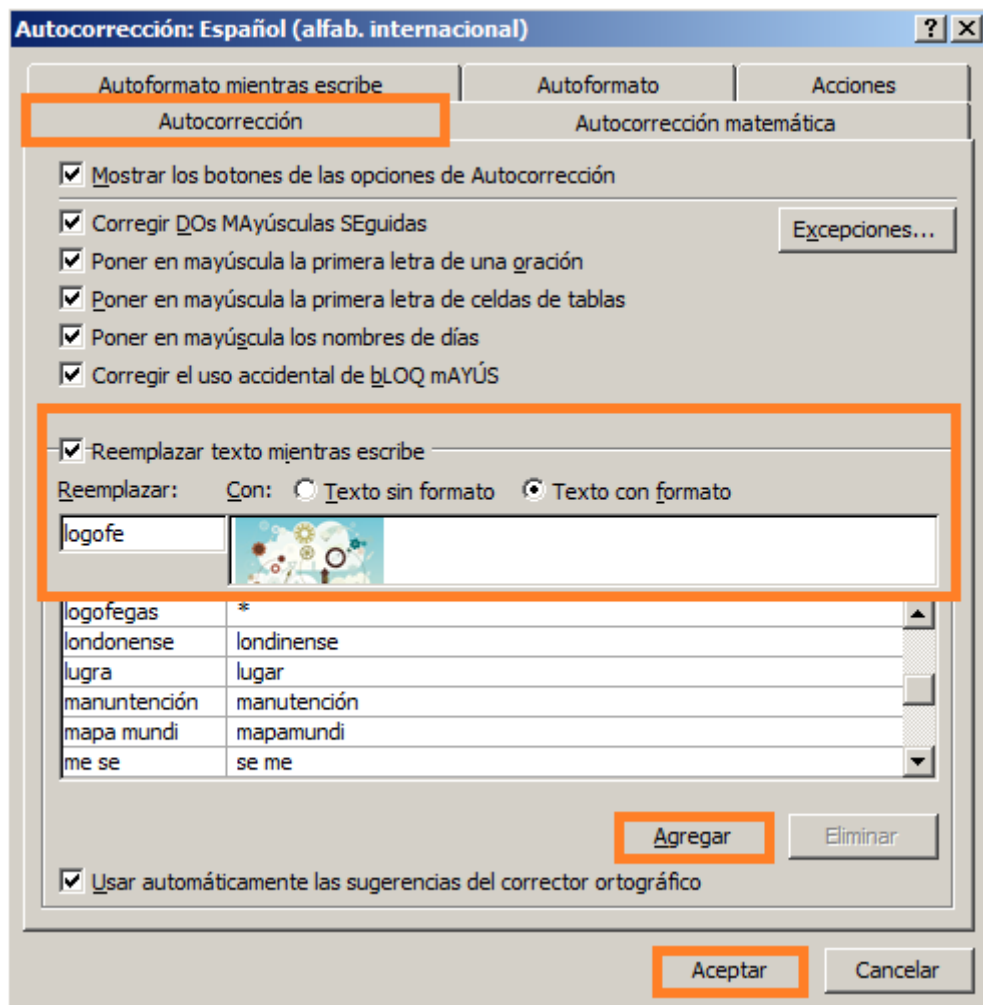 Autocorrección: Español (alfab. internacional)
Autoformato mientras escribe Autoformato Acciones
Autocorrección Autocorrección matemática
Mostrar los botones de las opciones de Autocorrección
Corregir DOs MAyúsculas SEguidas
Excepciones...
Poner en mayúscula la primera letra de una oración
Poner en mayúscula la primera letra de celdas de tablas
Poner en mayúscula los nombres de días
Corregir el uso accidental de bLOQ mAYÚS
Reemplazar texto mientras escribe
Reemplazar: Con: Texto sin formato Texto con formato
logofe
logofegas *
londonense londinense
lugra lugar
manuntención manutención
mapa mundi mapamundi
me se se me
Agregar Eliminar
Usar automáticamente las sugerencias del corrector ortográfico
Aceptar Cancelar